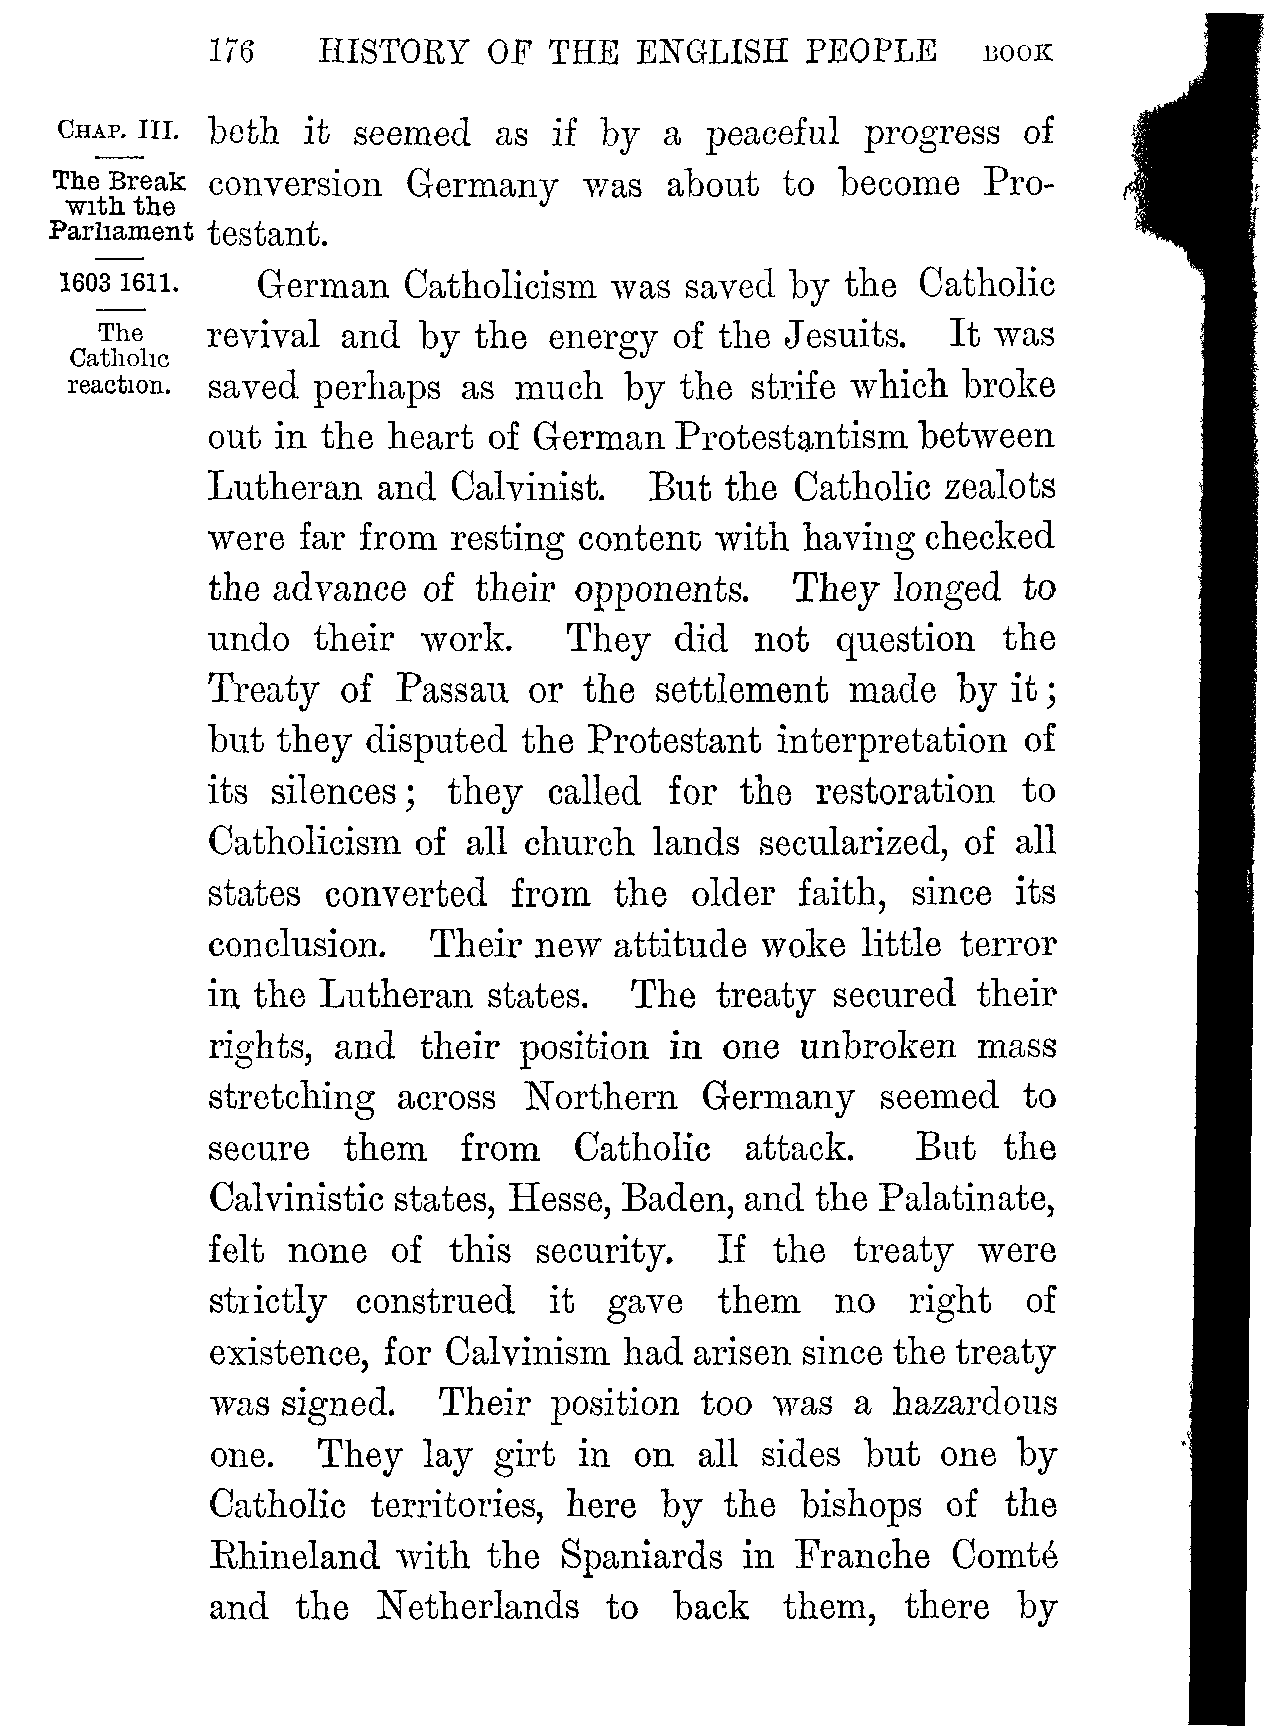 176 HISTORY OF THE ENGLISH PEOPLE BOOK
CHAP. III.
The Break
with the
Parliament
1603 1611.
The
Catholic
reaction.
both it seemed as if by a peaceful progress of
conversion Germany was about to become Pro-
testant.
German Catholicism was saved by the Catholic
revival and by the energy of the Jesuits. It was
saved perhaps as much by the strife which broke
out in the heart of German Protestantism between
Lutheran and Calvinist. But the Catholic zealots
were far from resting content with having checked
the advance of their opponents. They longed to
undo their work. They did not question the
Treaty of Passau or the settlement made by it;
but they disputed the Protestant interpretation of
its silences; they called for the restoration to
Catholicism of all church lands secularized, of all
states converted from the older faith, since its
conclusion. Their new attitude woke little terror
in the Lutheran states. The treaty secured their
rights, and their position in one unbroken mass
stretching across Northern Germany seemed to
secure them from Catholic attack. But the
Calvinistic states, Hesse, Baden, and the Palatinate,
felt none of this security. If the treaty were
strictly construed it gave them no right of
existence, for Calvinism had arisen since the treaty
was signed. Their position too was a hazardous
one. They lay girt in on all sides but one by
Catholic territories, here by the bishops of the
Rhineland with the Spaniards in Franche Comté
and the Netherlands to back them, there by